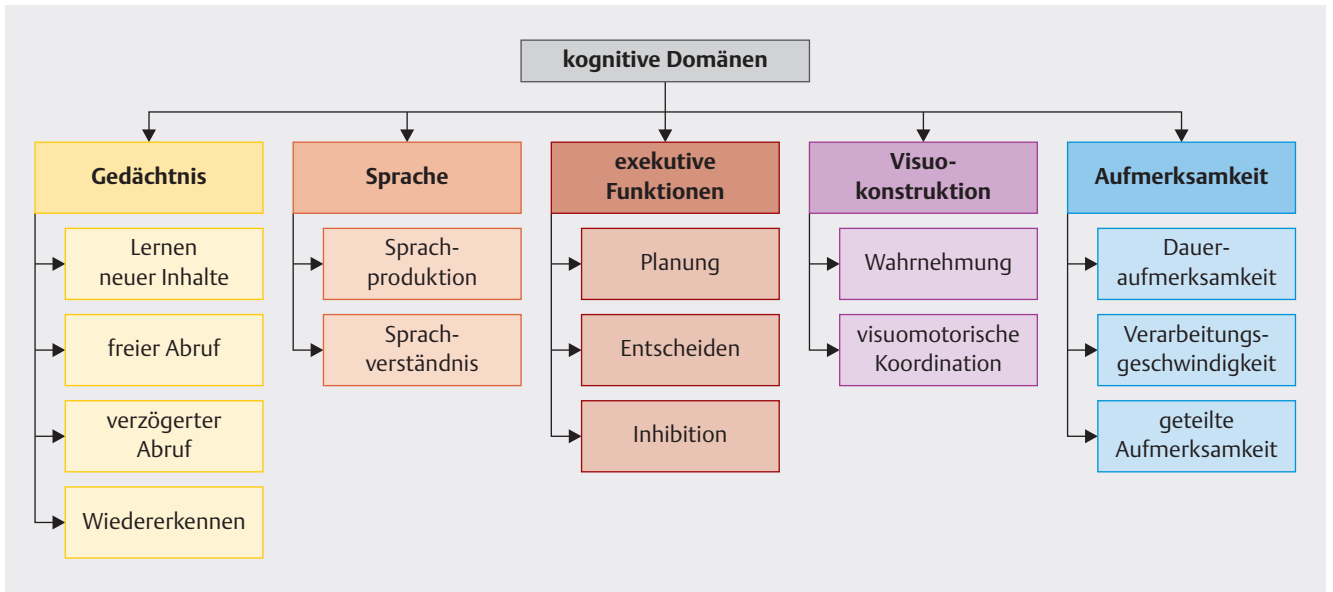 kognitive Domänen
Gedächtnis
Lernen
neuer Inhalte
freier Abruf
verzögerter
Abruf
Wiedererkennen
Sprache
Sprach-
produktion
Sprach-
verständnis
exekutive
Funktionen
Planung
Entscheiden
Inhibition
Visuo-
konstruktion
Wahrnehmung
visuomotorische
Koordination
Aufmerksamkeit
Dauer-
aufmerksamkeit
Verarbeitungs-
geschwindigkeit
geteilte
Aufmerksamkeit